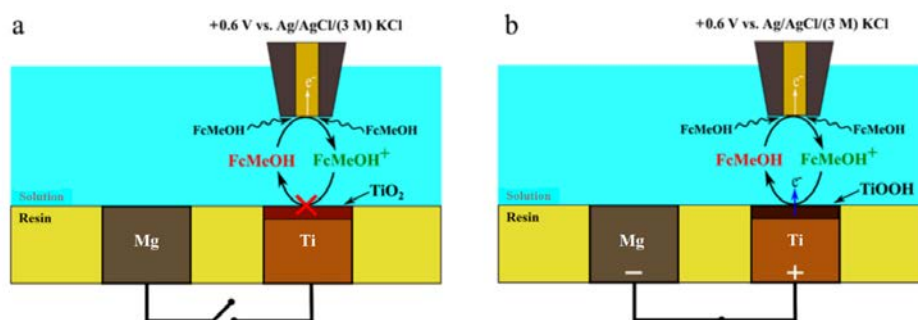 a
+0.6 V vs. Ag/AgCl/(3 M) KCl
e⁻
FcMeOH
FcMeOH
FcMeOH
FcMeOH⁺
TiO₂
Solution
Resin
Mg
Ti
b
+0.6 V vs. Ag/AgCl/(3 M) KCl
e⁻
FcMeOH
FcMeOH
FcMeOH
FcMeOH⁺
e⁻
TiOOH
Solution
Resin
Mg
Ti
−
+